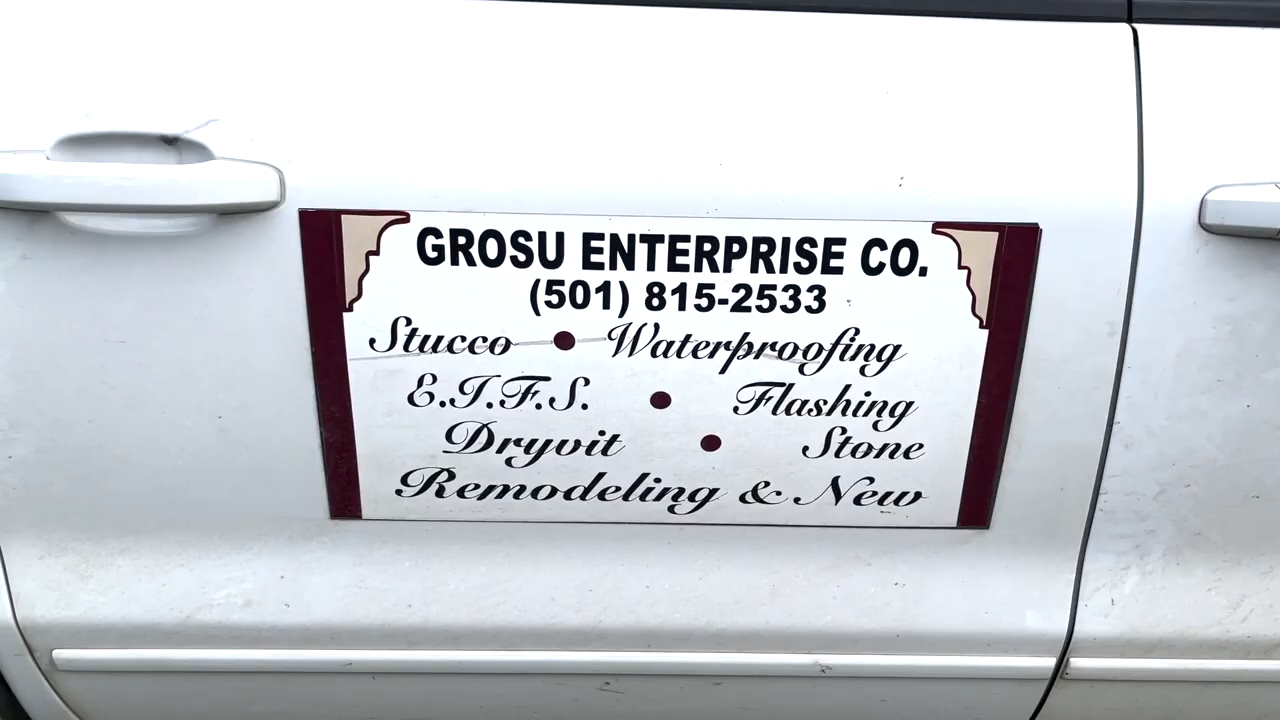 GROSU ENTERPRISE CO.
(501) 815-2533
Stucco • Waterproofing
E.I.F.S. • Flashing
Dryvit • Stone
Remodeling & New